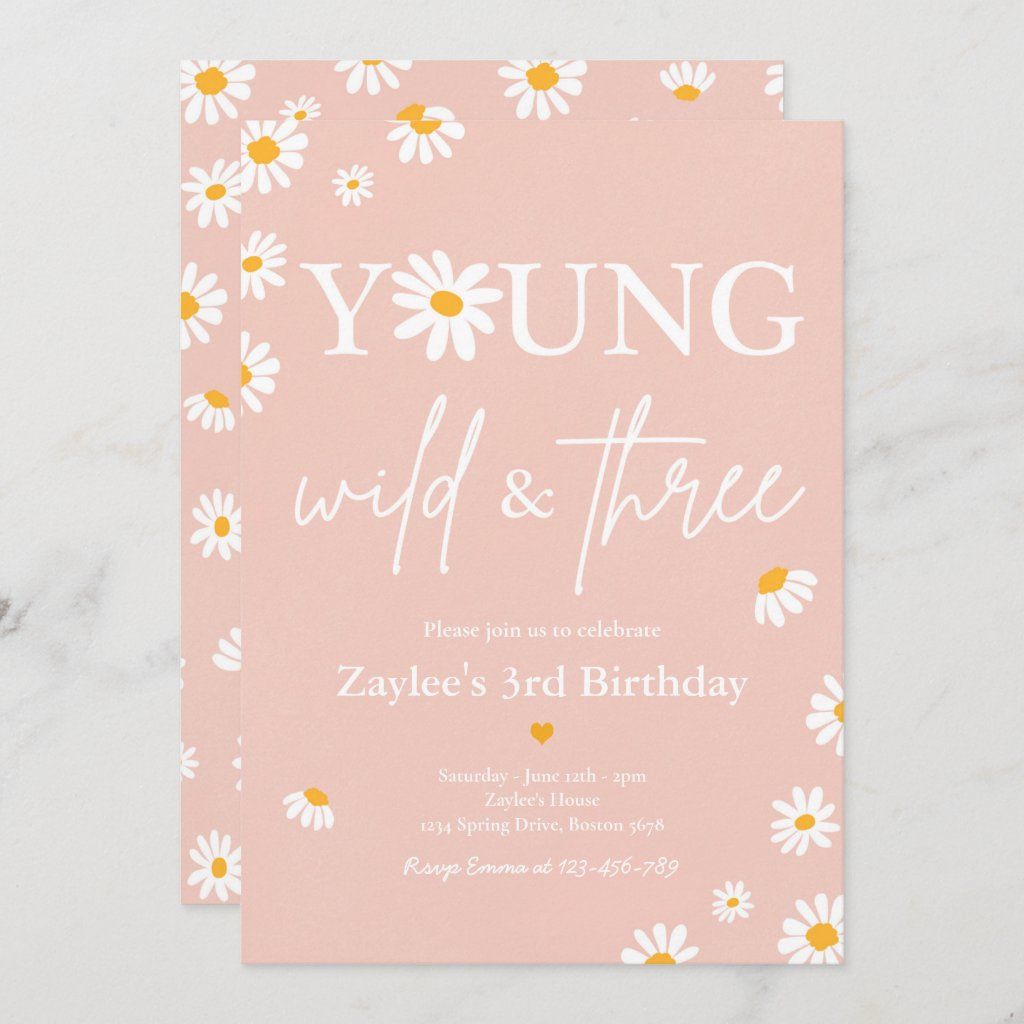 YOUNG
wild & three
Please join us to celebrate
Zaylee's 3rd Birthday
Saturday - June 12th - 2pm
Zaylee's House
1234 Spring Drive, Boston 5678
Rsvp Emma at 123-456-789